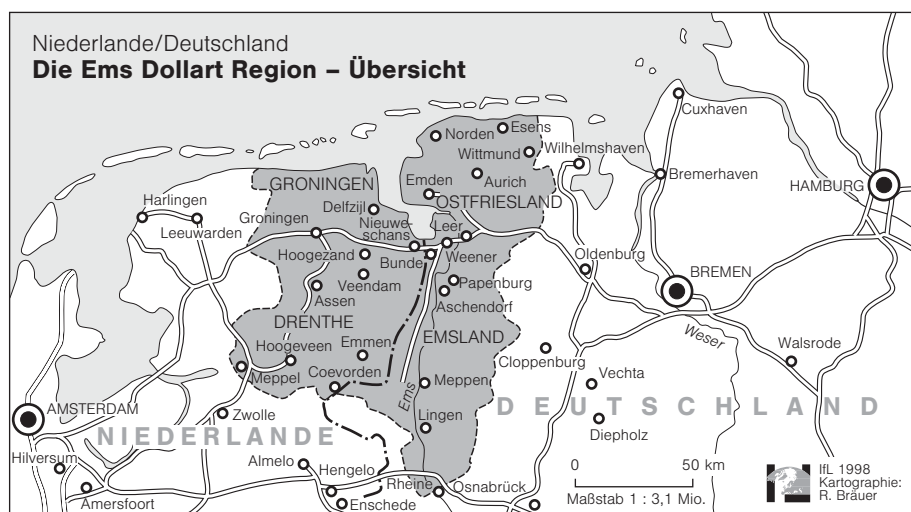 Niederlande/Deutschland
Die Ems Dollart Region – Übersicht
Cuxhaven
Norden
Esens
Wittmund
Wilhelmshaven
Bremerhaven
HAMBURG
GRONINGEN
Emden
Aurich
OSTFRIESLAND
Harlingen
Leeuwarden
Groningen
Delfzijl
Nieuwe-
schans
Leer
Hoogezand
Bunde
Weener
Oldenburg
BREMEN
Veendam
Assen
Papenburg
Aschendorf
DRENTHE
EMSLAND
Weser
Hoogeveen
Emmen
Cloppenburg
Walsrode
Meppel
Coevorden
Meppen
Vechta
Ems
AMSTERDAM
Zwolle
Lingen
DEUTSCHLAND
Diepholz
NIEDERLANDE
Hilversum
Almelo
Hengelo
Rheine
Osnabrück
Amersfoort
Enschede
0 50 km
Maßstab 1 : 3,1 Mio.
IfL 1998
Kartographie:
R. Bräuer